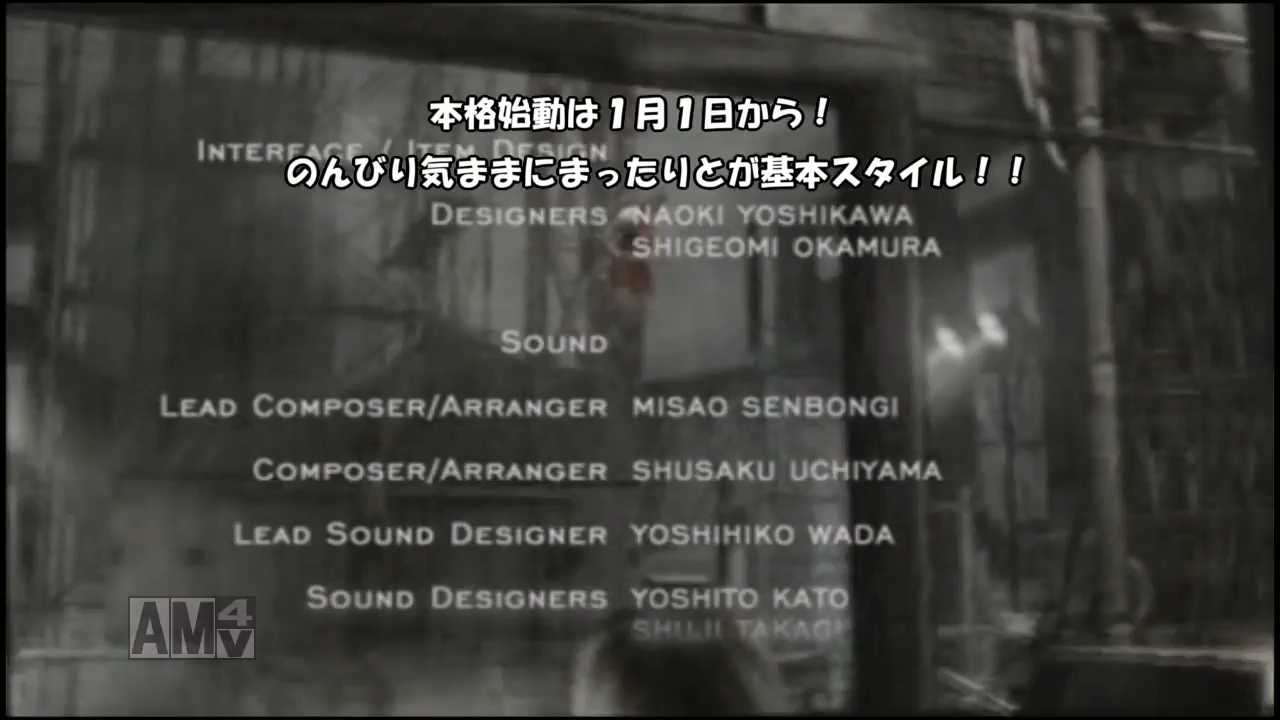 本格始動は１月１日から！
INTERFACE / ITEM DESIGN
のんびり気ままにまったりとが基本スタイル！！
DESIGNERS NAOKI YOSHIKAWA
SHIGEOMI OKAMURA
SOUND
LEAD COMPOSER/ARRANGER MISAO SENBONGI
COMPOSER/ARRANGER SHUSAKU UCHIYAMA
LEAD SOUND DESIGNER YOSHIHIKO WADA
SOUND DESIGNERS YOSHITO KATO
SHUJI TAKAGI
AM4V